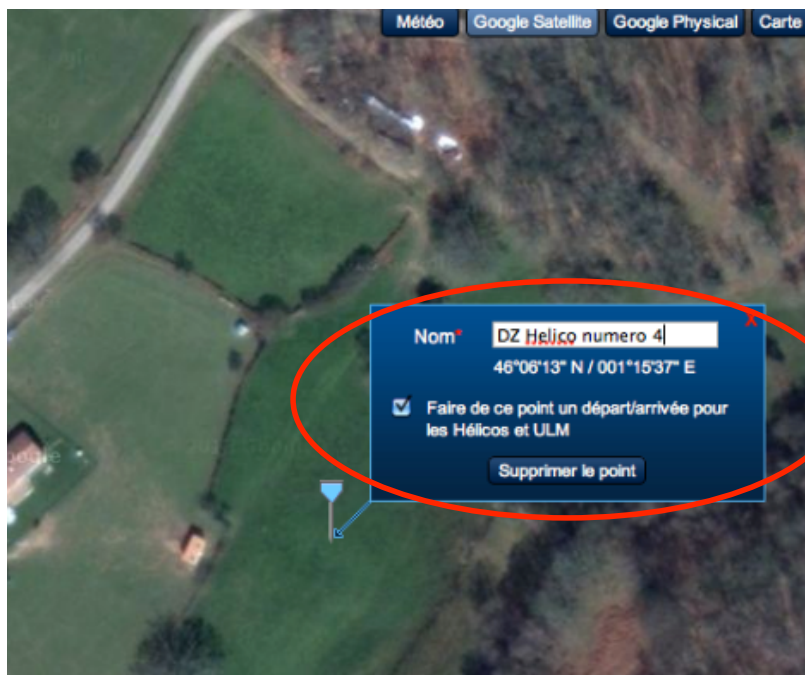 Météo Google Satellite Google Physical Carte
Nom* DZ Helico numero 4 X
46°06'13" N / 001°15'37" E
Faire de ce point un départ/arrivée pour
les Hélicos et ULM
Supprimer le point